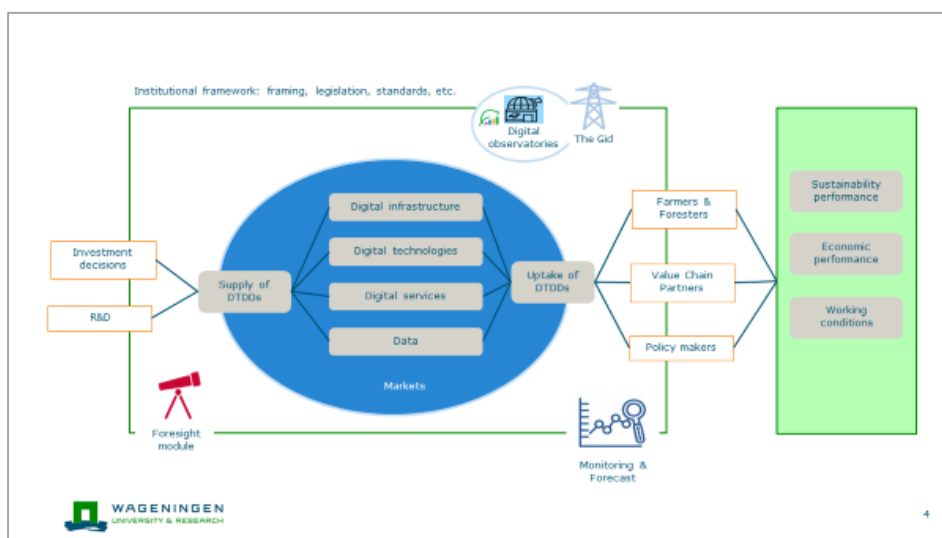 Institutional framework: framing, legislation, standards, etc.
Digital
observatories
The Gid
Digital infrastructure
Digital technologies
Digital services
Data
Markets
Investment
decisions
R&D
Supply of
DTDDs
Uptake of
DTDDs
Farmers &
Foresters
Value Chain
Partners
Policy makers
Sustainability
performance
Economic
performance
Working
conditions
Foresight
module
Monitoring &
Forecast
WAGENINGEN
UNIVERSITY & RESEARCH
4